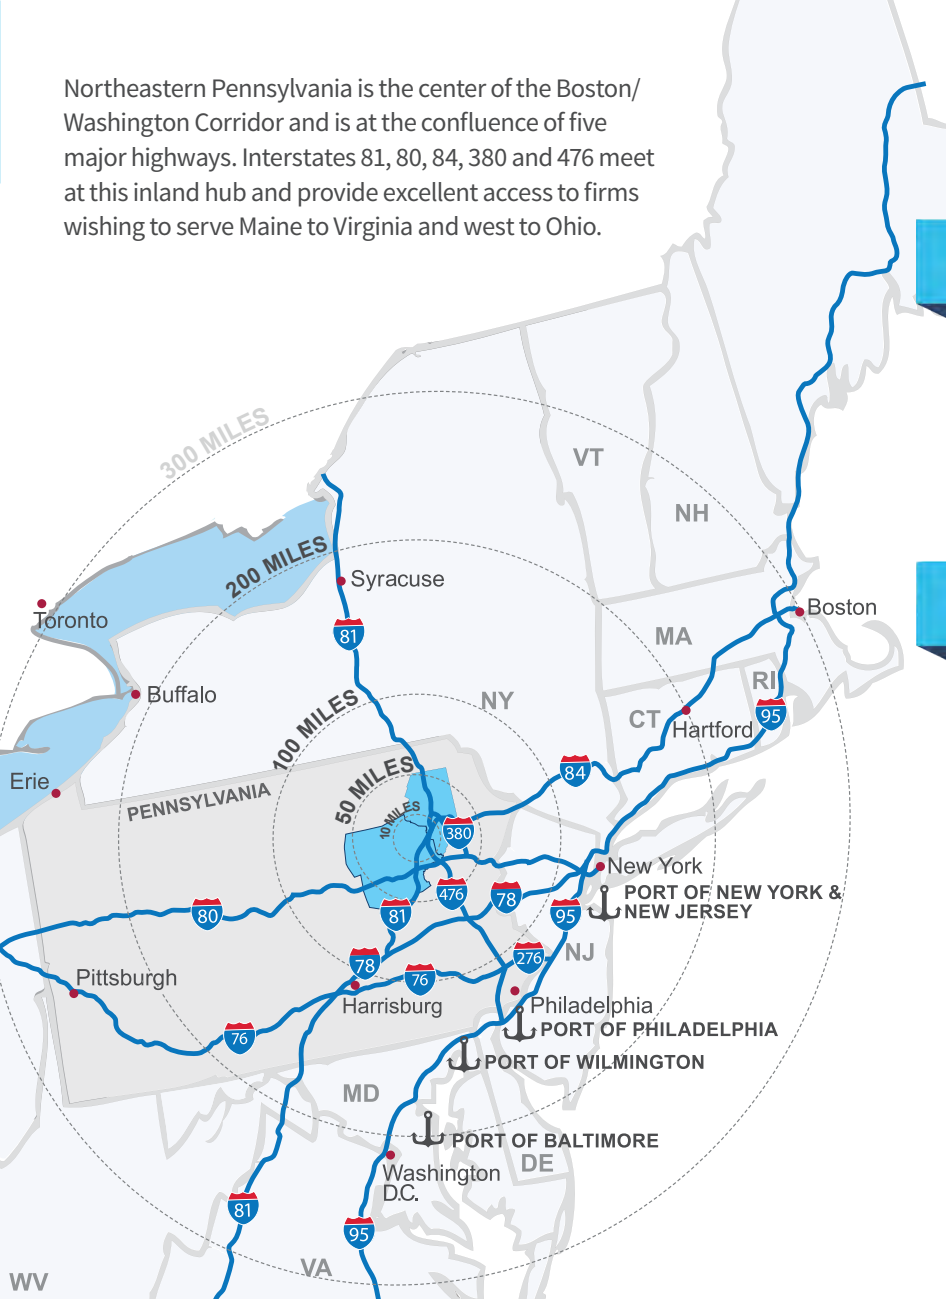 Northeastern Pennsylvania is the center of the Boston/
Washington Corridor and is at the confluence of five
major highways. Interstates 81, 80, 84, 380 and 476 meet
at this inland hub and provide excellent access to firms
wishing to serve Maine to Virginia and west to Ohio.
300 MILES
VT
NH
200 MILES
Syracuse
Toronto
Boston
81
MA
Buffalo
NY
RI
100 MILES
CT
95
Hartford
84
Erie
50 MILES
PENNSYLVANIA
10 MILES
380
New York
476
78
PORT OF NEW YORK &
NEW JERSEY
80
81
95
NJ
276
78
76
Pittsburgh
Harrisburg
Philadelphia
PORT OF PHILADELPHIA
76
PORT OF WILMINGTON
MD
PORT OF BALTIMORE
DE
Washington
D.C.
81
95
VA
WV